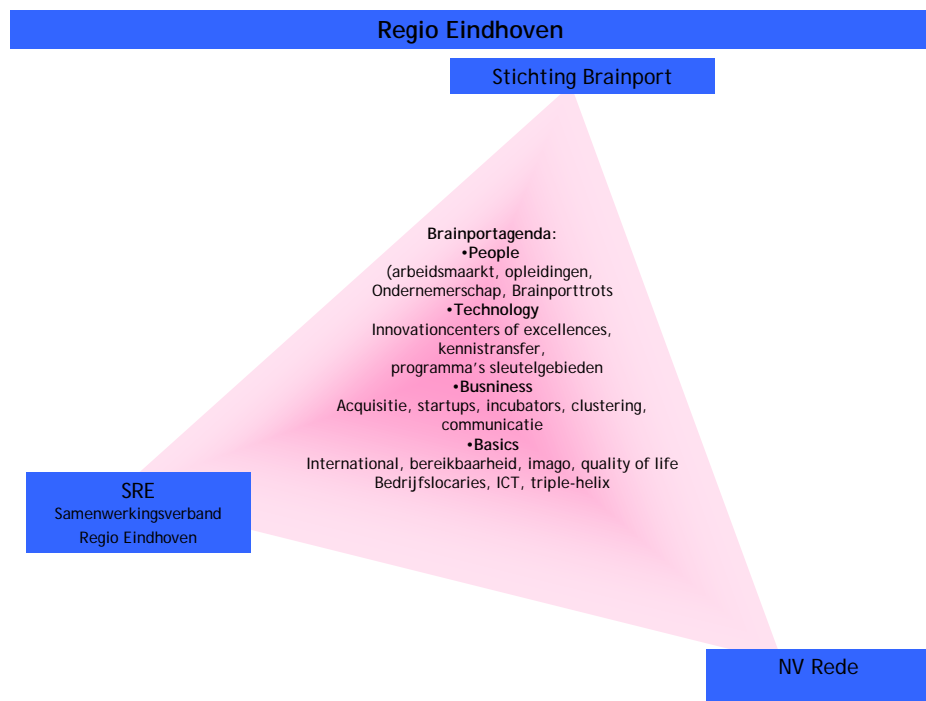 Regio Eindhoven
Stichting Brainport
Brainportagenda:
•People
(arbeidsmaarkt, opleidingen,
Ondernemerschap, Brainporttrots
•Technology
Innovationcenters of excellences,
kennistransfer,
programma's sleutelgebieden
•Busniness
Acquisitie, startups, incubators, clustering,
communicatie
•Basics
International, bereikbaarheid, imago, quality of life
Bedrijfslocaries, ICT, triple-helix
SRE
Samenwerkingsverband
Regio Eindhoven
NV Rede